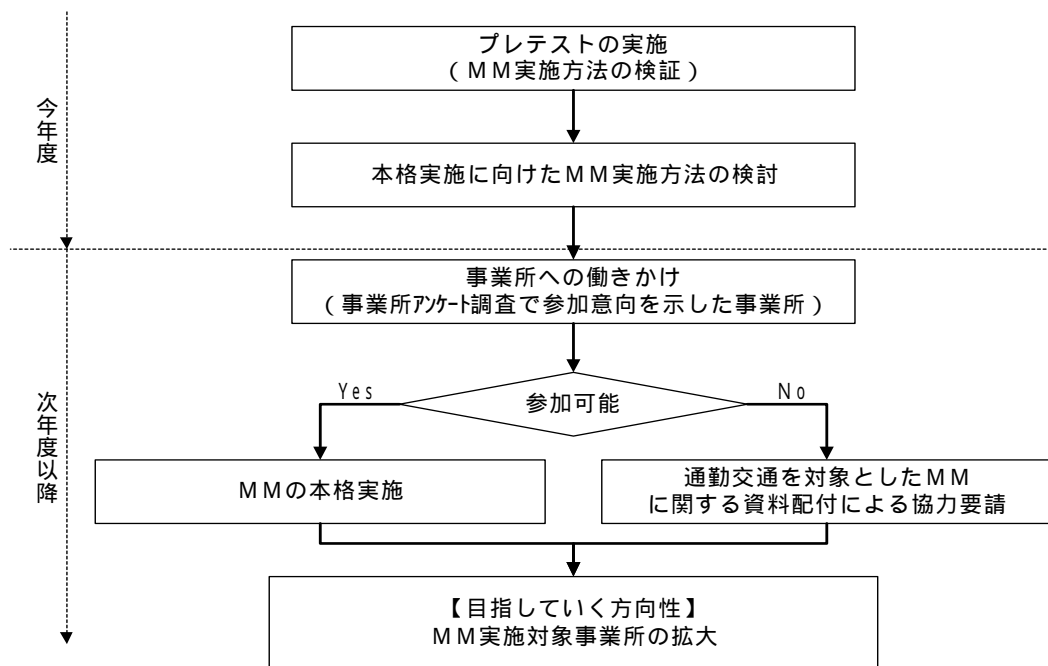 プレテストの実施
（ＭＭ実施方法の検証）
今年度
本格実施に向けたＭＭ実施方法の検討
事業所への働きかけ
（事業所ｱﾝｹｰﾄ調査で参加意向を示した事業所）
Yes
参加可能
No
次年度以降
ＭＭの本格実施
通勤交通を対象としたＭＭ
に関する資料配付による協力要請
【目指していく方向性】
ＭＭ実施対象事業所の拡大